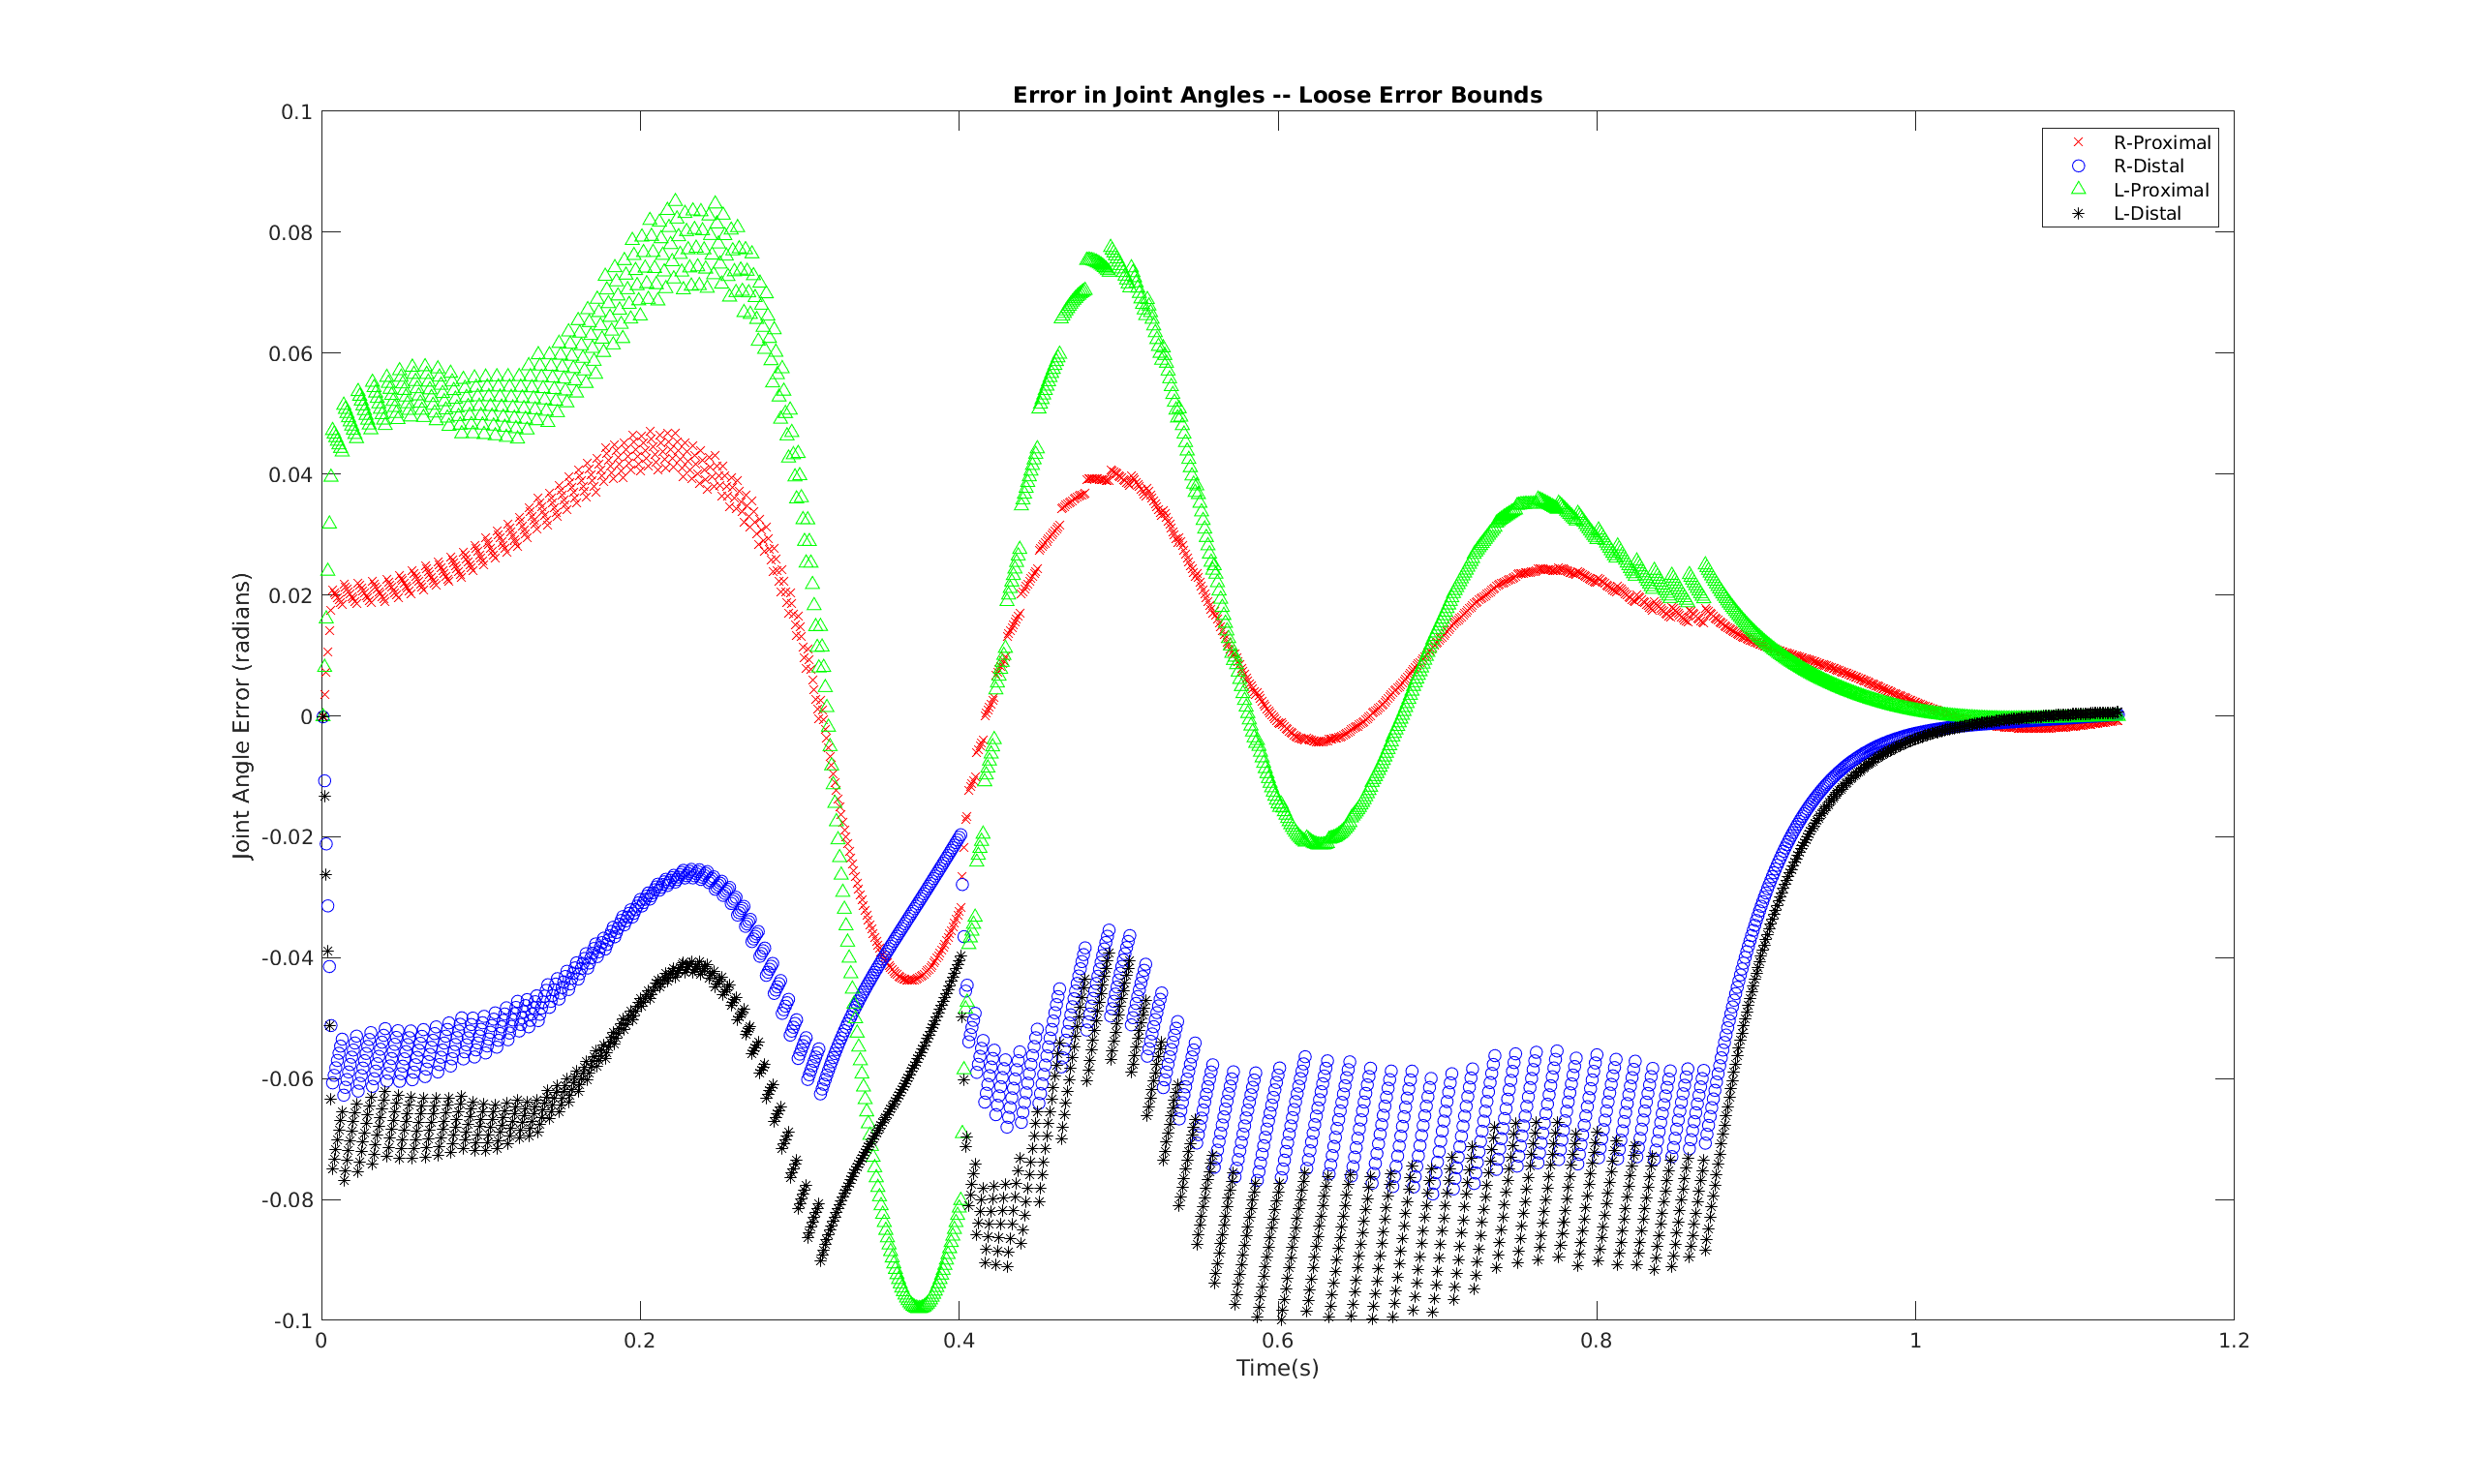 Error in Joint Angles -- Loose Error Bounds
R-Proximal
R-Distal
L-Proximal
L-Distal
Joint Angle Error (radians)
0.1
0.08
0.06
0.04
0.02
0
-0.02
-0.04
-0.06
-0.08
-0.1
0 0.2 0.4 0.6 0.8 1 1.2
Time(s)